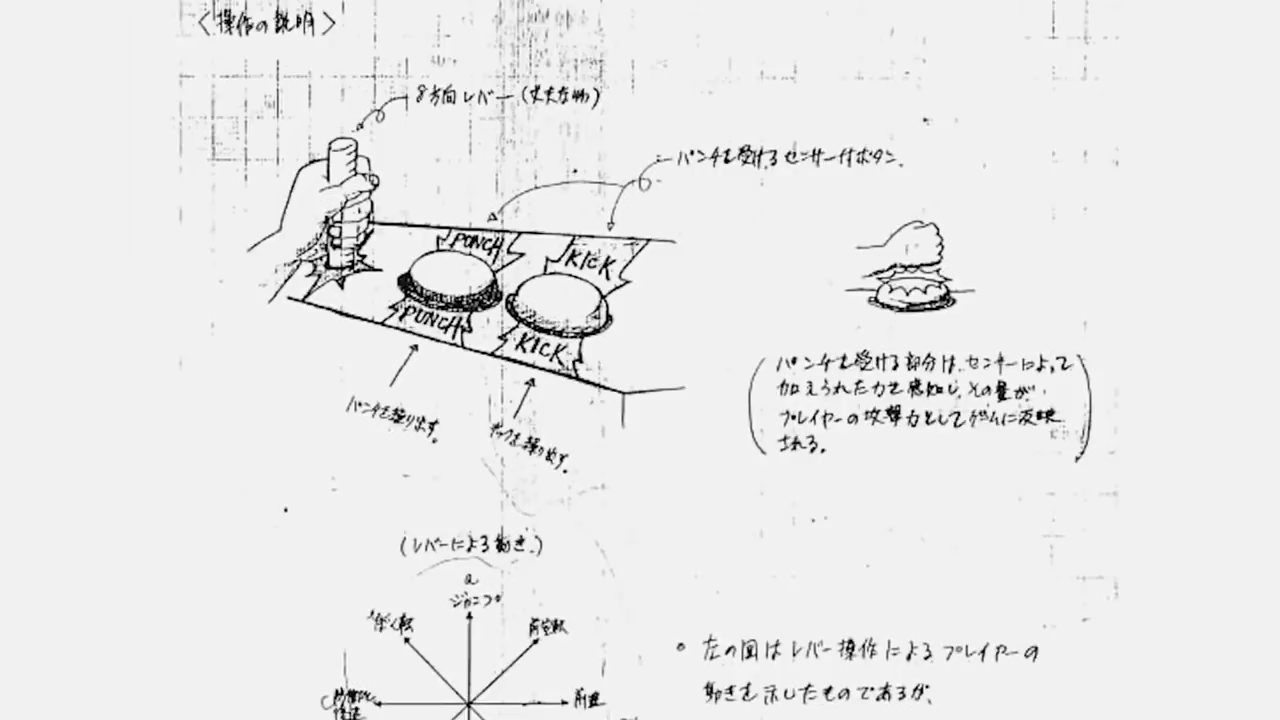 〈操作の説明〉
8方向レバー(丈夫な物)
パンチを受けるセンサー付ボタン.
PUNCH
KICK
PUNCH
KICK
パンチを繰り出す。
キックを繰り出す。
パンチを受ける部分は、センサーによって
加えられた力を感知し、その量が、
プレイヤーの攻撃力としてゲームに反映
される。
(レバーによる動き.)
a
ジャンプ
前空転
前進
後退
。左の図はレバー操作によるプレイヤーの
動きを示したものであるが、